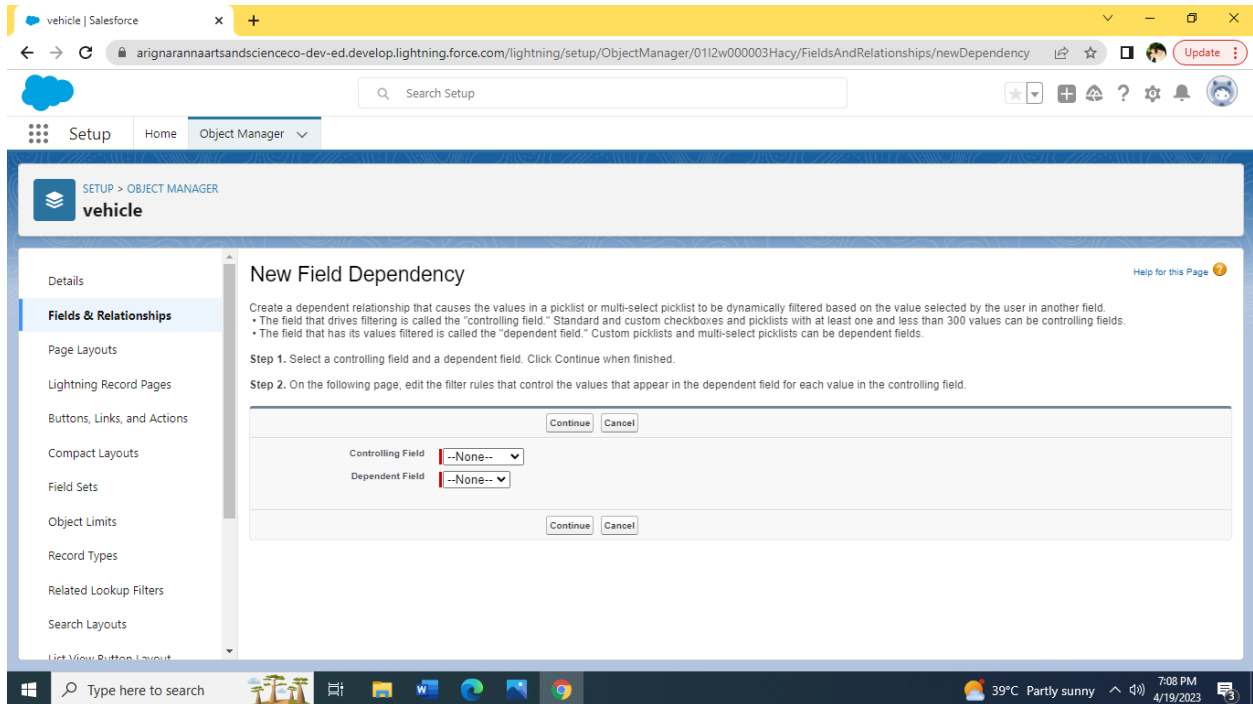 vehicle | Salesforce
arignarannaartsandscienceco-dev-ed.develop.lightning.force.com/lightning/setup/ObjectManager/01I2w000003Hacy/FieldsAndRelationships/newDependency
Update
Search Setup
Setup Home Object Manager
SETUP > OBJECT MANAGER
vehicle
Details
Fields & Relationships
Page Layouts
Lightning Record Pages
Buttons, Links, and Actions
Compact Layouts
Field Sets
Object Limits
Record Types
Related Lookup Filters
Search Layouts
List View Button Layout
New Field Dependency
Help for this Page
Create a dependent relationship that causes the values in a picklist or multi-select picklist to be dynamically filtered based on the value selected by the user in another field.
• The field that drives filtering is called the "controlling field." Standard and custom checkboxes and picklists with at least one and less than 300 values can be controlling fields.
• The field that has its values filtered is called the "dependent field." Custom picklists and multi-select picklists can be dependent fields.
Step 1. Select a controlling field and a dependent field. Click Continue when finished.
Step 2. On the following page, edit the filter rules that control the values that appear in the dependent field for each value in the controlling field.
Continue Cancel
Controlling Field --None--
Dependent Field --None--
Continue Cancel
Type here to search
39°C Partly sunny
7:08 PM
4/19/2023
3